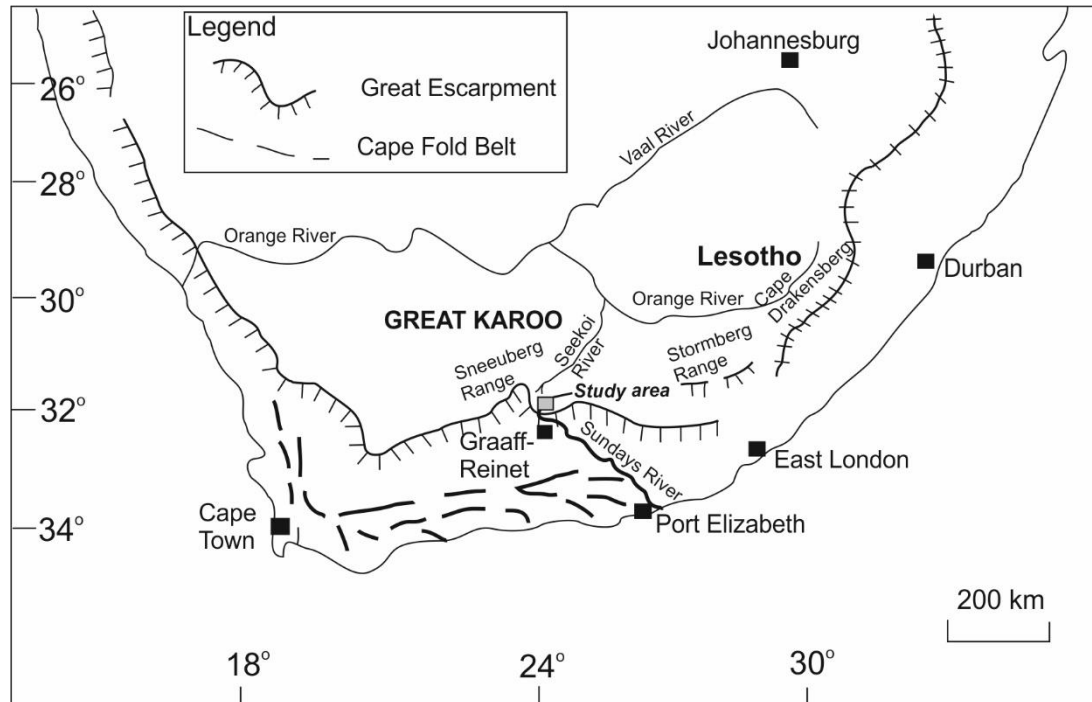 Legend
Great Escarpment
Cape Fold Belt
Johannesburg
26°
Vaal River
28°
Orange River
Lesotho
Durban
Cape
Drakensberg
30°
Orange River
GREAT KAROO
Seekoi
River
Stormberg
Range
Sneeuberg
Range
Study area
32°
Graaff-
Reinet
Sundays River
East London
Cape
Town
34°
Port Elizabeth
200 km
18°
24°
30°